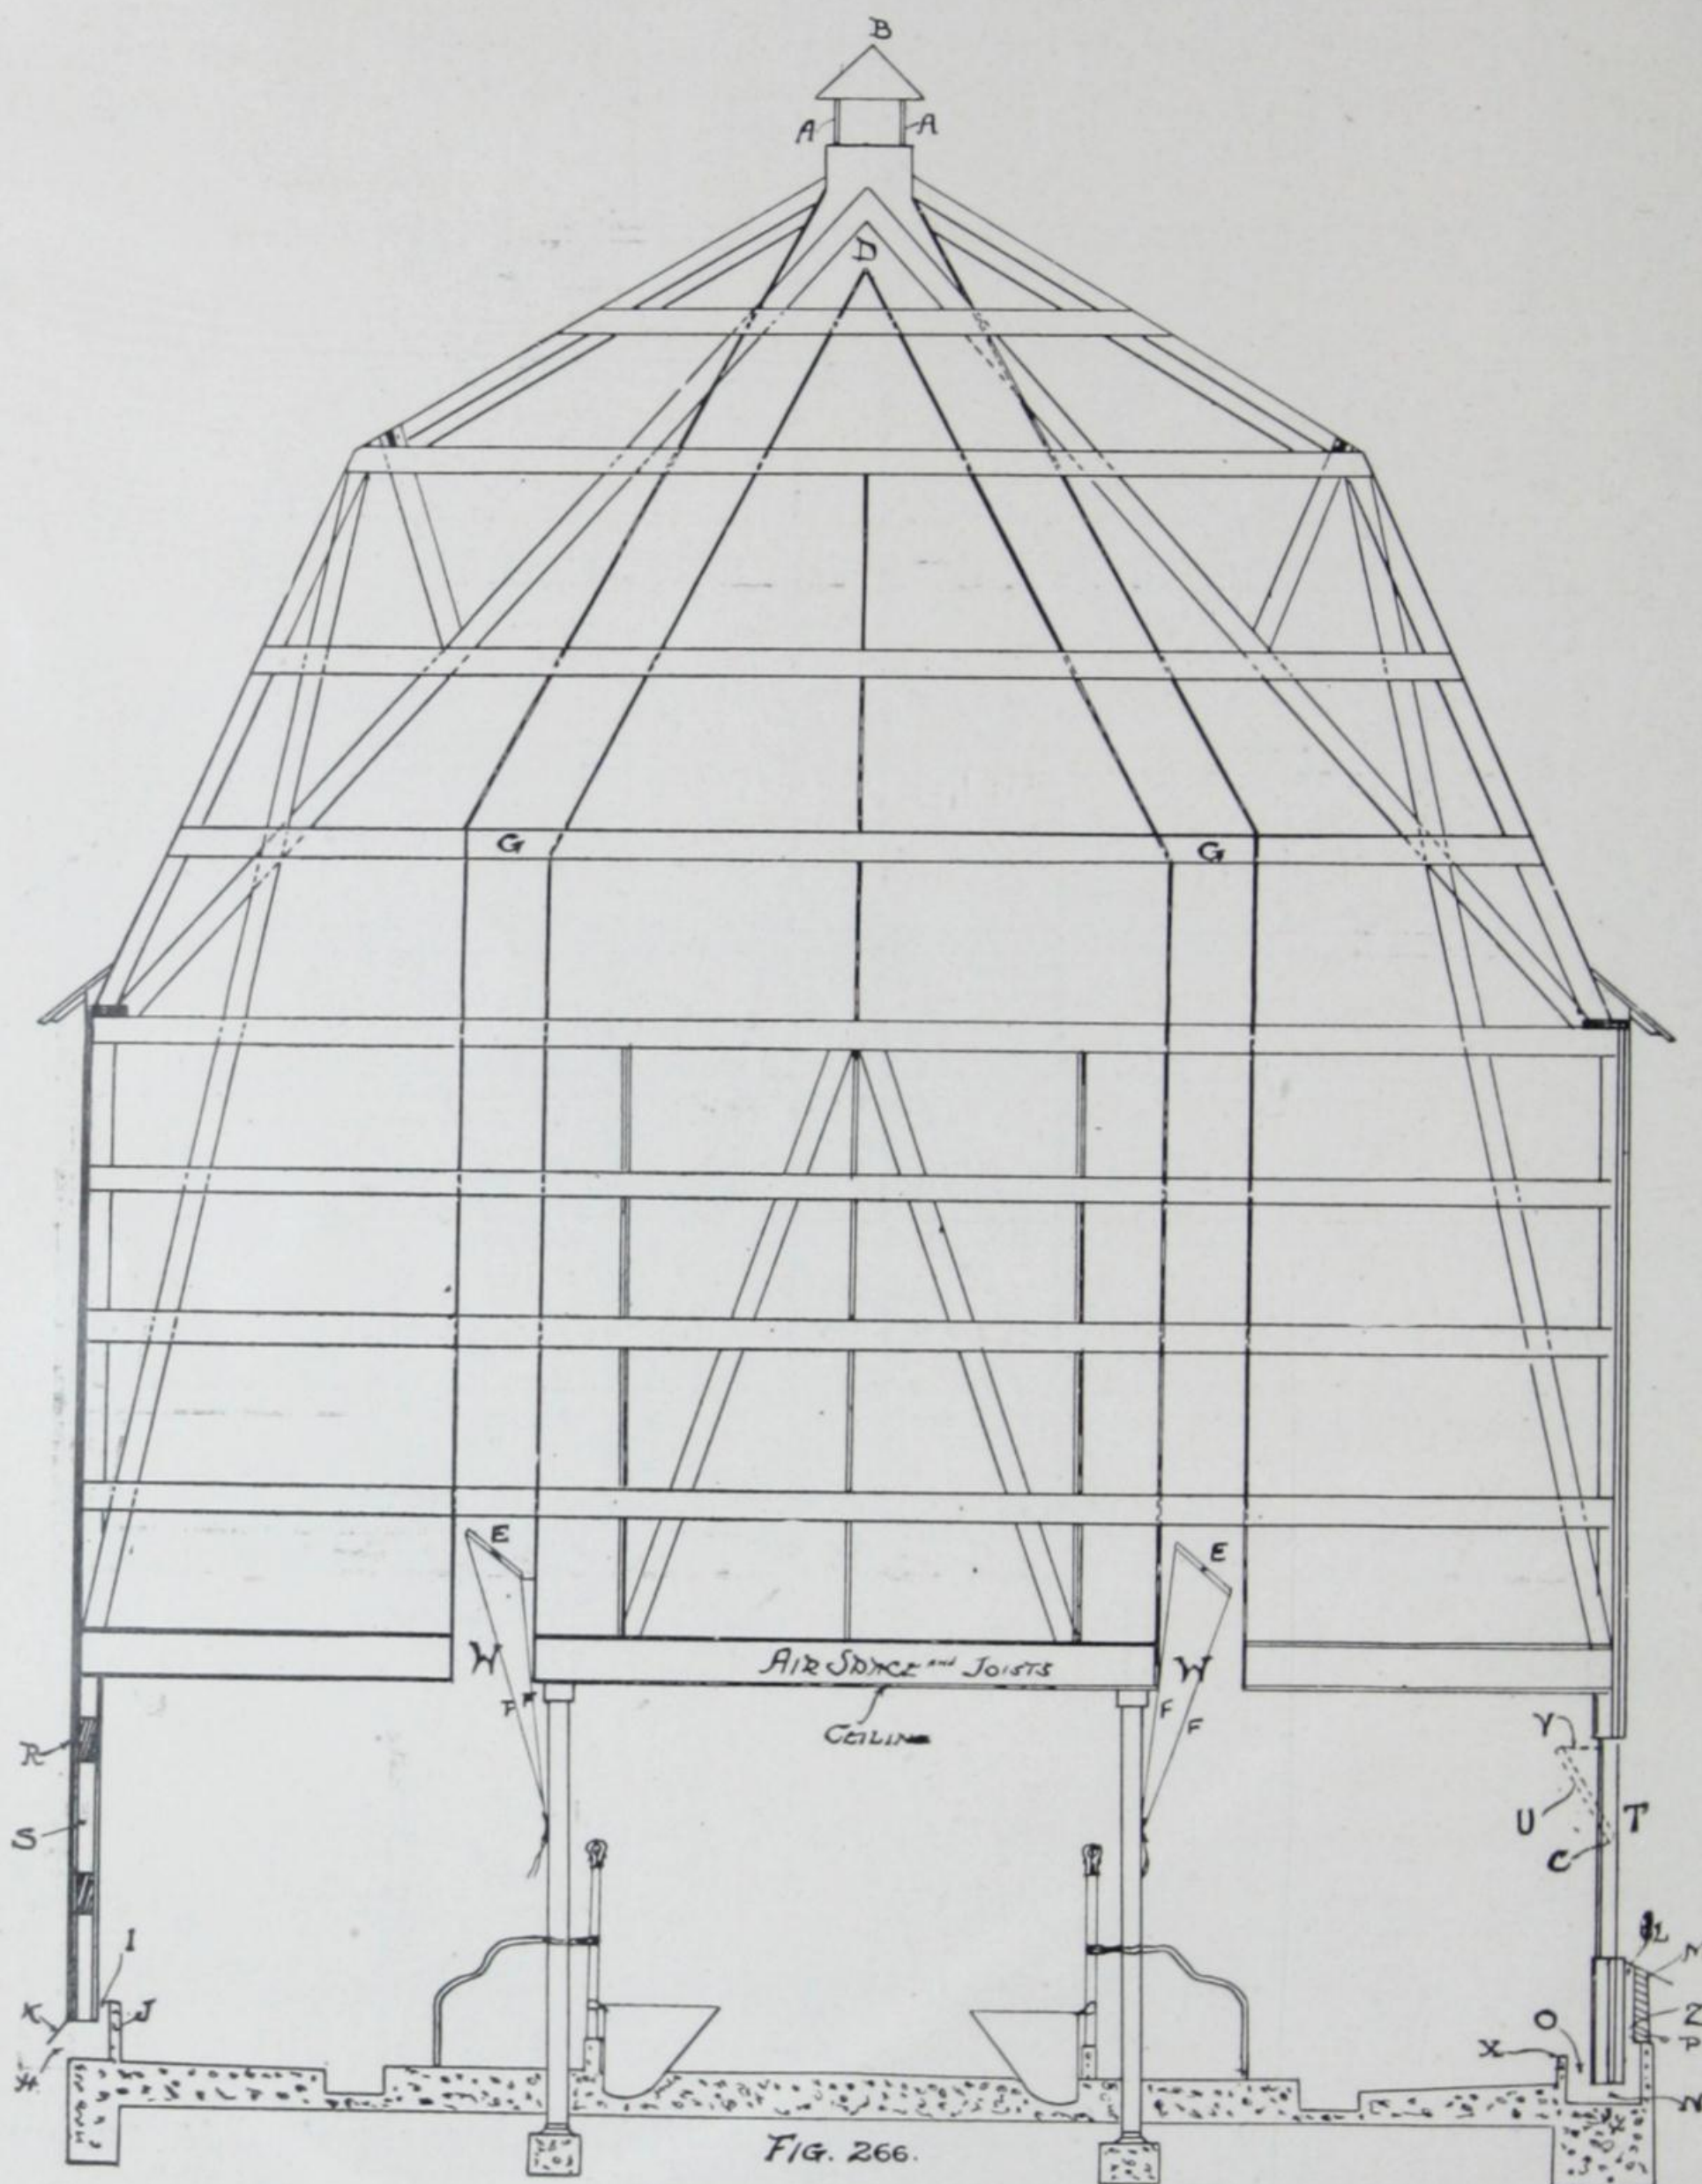 B
A A
D
G G
E E
W W
AIR SPACE and JOISTS
F F F F
CEILING
R
S
Y
U T
C
I
K J
H
L
O Z
X P
FIG. 266.